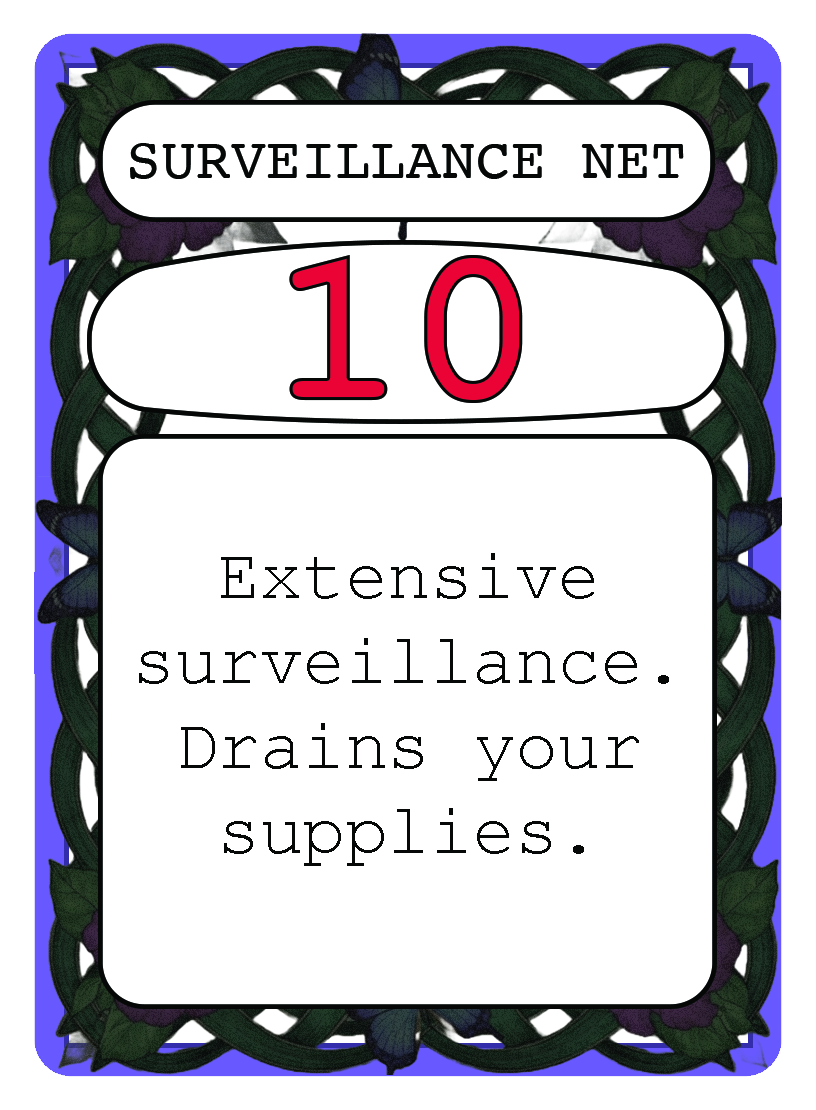 SURVEILLANCE NET
10
Extensive
surveillance.
Drains your
supplies.